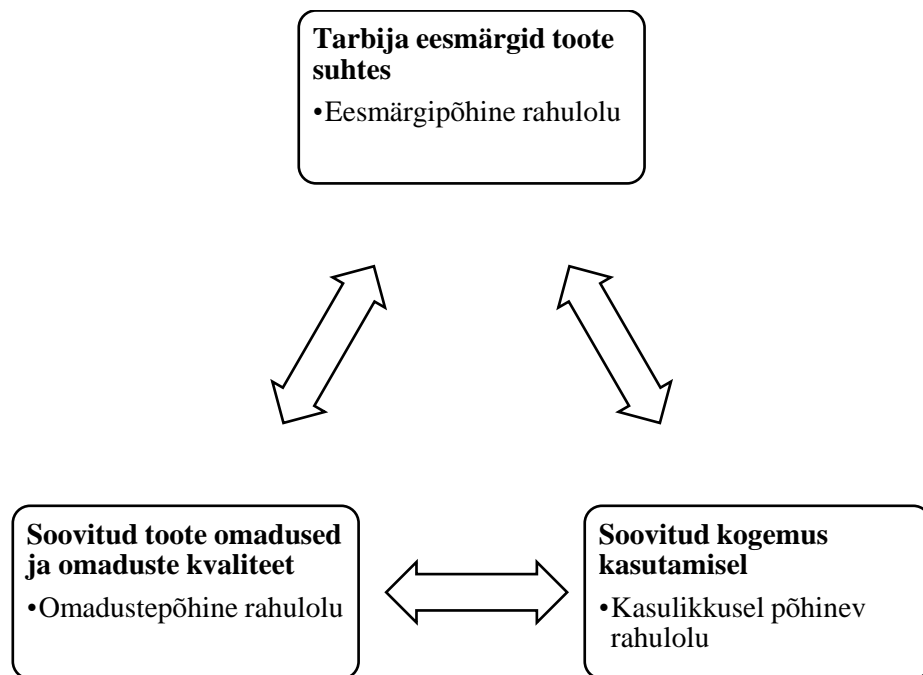 Tarbija eesmärgid toote
suhtes
•Eesmärgipõhine rahulolu
Soovitud toote omadused
ja omaduste kvaliteet
•Omadustepõhine rahulolu
Soovitud kogemus
kasutamisel
•Kasulikkusel põhinev
rahulolu